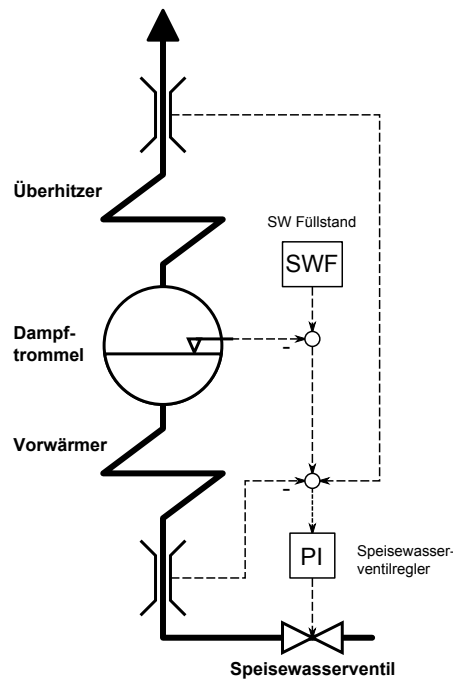 Überhitzer
SW Füllstand
SWF
Dampf-
trommel
-
Vorwärmer
-
PI
Speisewasser-
ventilregler
Speisewasserventil